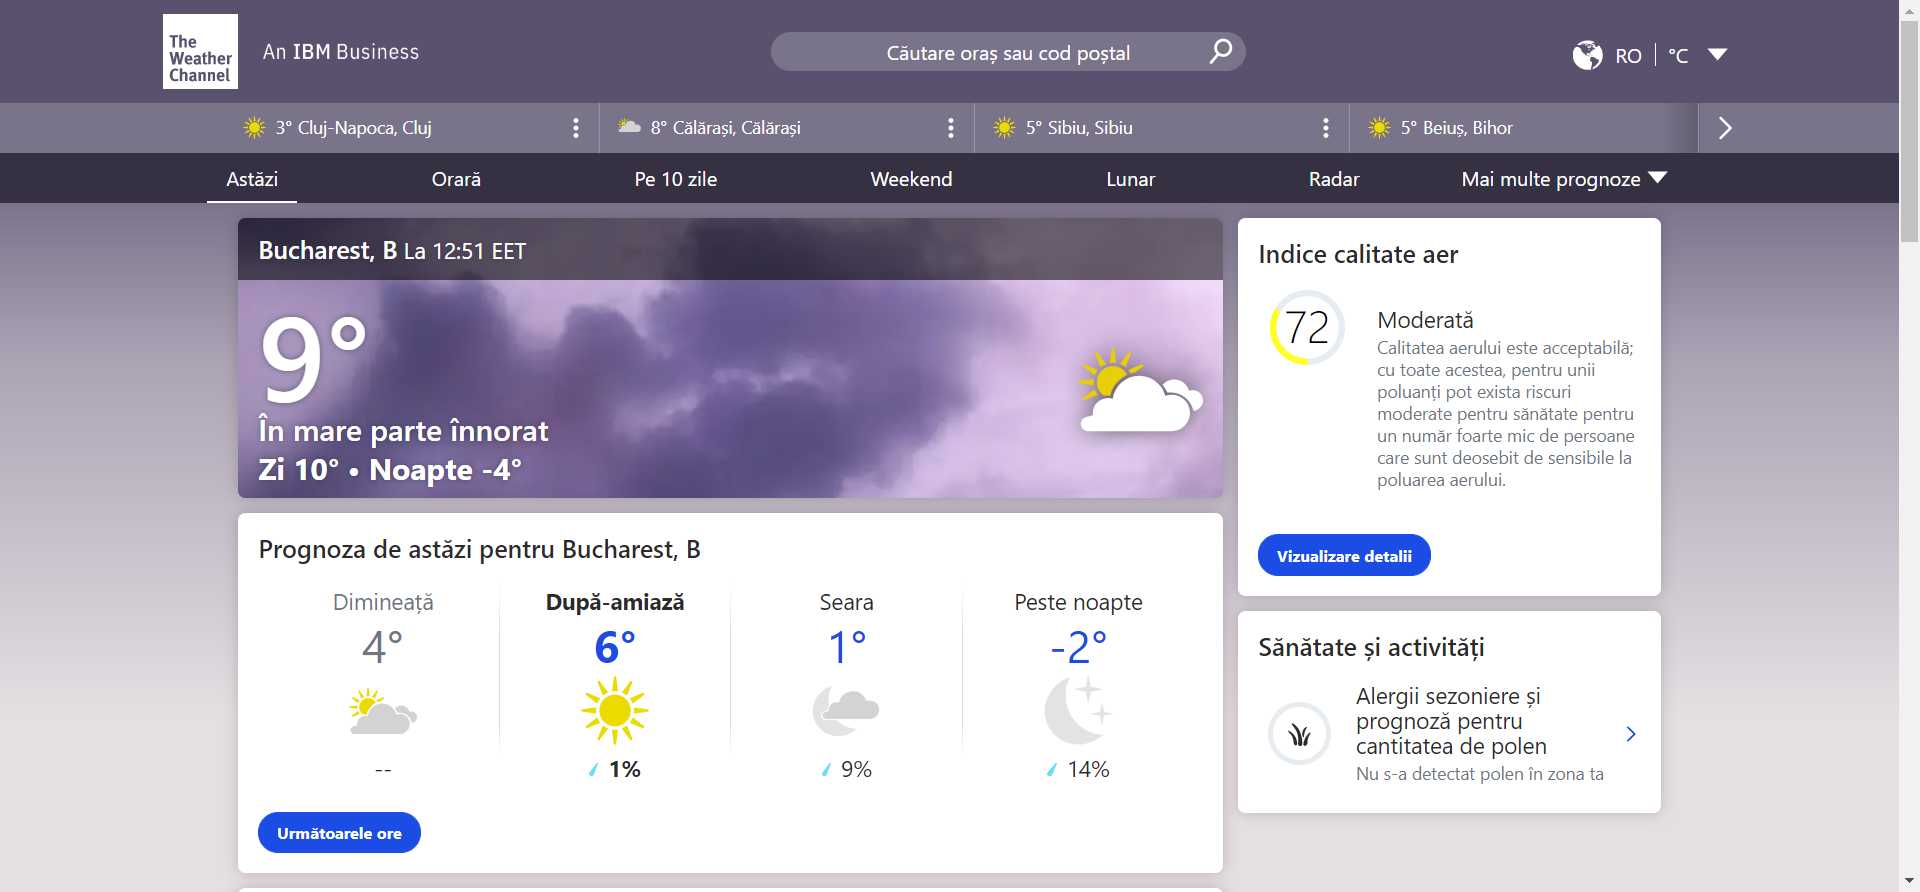 The
Weather
Channel
An IBM Business
Căutare oraș sau cod poștal
RO
°C
3° Cluj-Napoca, Cluj
8° Călărași, Călărași
5° Sibiu, Sibiu
5° Beiuș, Bihor
Astăzi
Orară
Pe 10 zile
Weekend
Lunar
Radar
Mai multe prognoze
Bucharest, B La 12:51 EET
9°
În mare parte înnorat
Zi 10° • Noapte -4°
Prognoza de astăzi pentru Bucharest, B
Dimineață
4°
--
După-amiază
6°
1%
Seara
1°
9%
Peste noapte
-2°
14%
Următoarele ore
Indice calitate aer
72
Moderată
Calitatea aerului este acceptabilă;
cu toate acestea, pentru unii
poluanți pot exista riscuri
moderate pentru sănătate pentru
un număr foarte mic de persoane
care sunt deosebit de sensibile la
poluarea aerului.
Vizualizare detalii
Sănătate și activități
Alergii sezoniere și
prognoză pentru
cantitatea de polen
Nu s-a detectat polen în zona ta